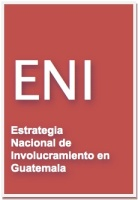 ENI
Estrategia
Nacional de
Involucramiento en
Guatemala